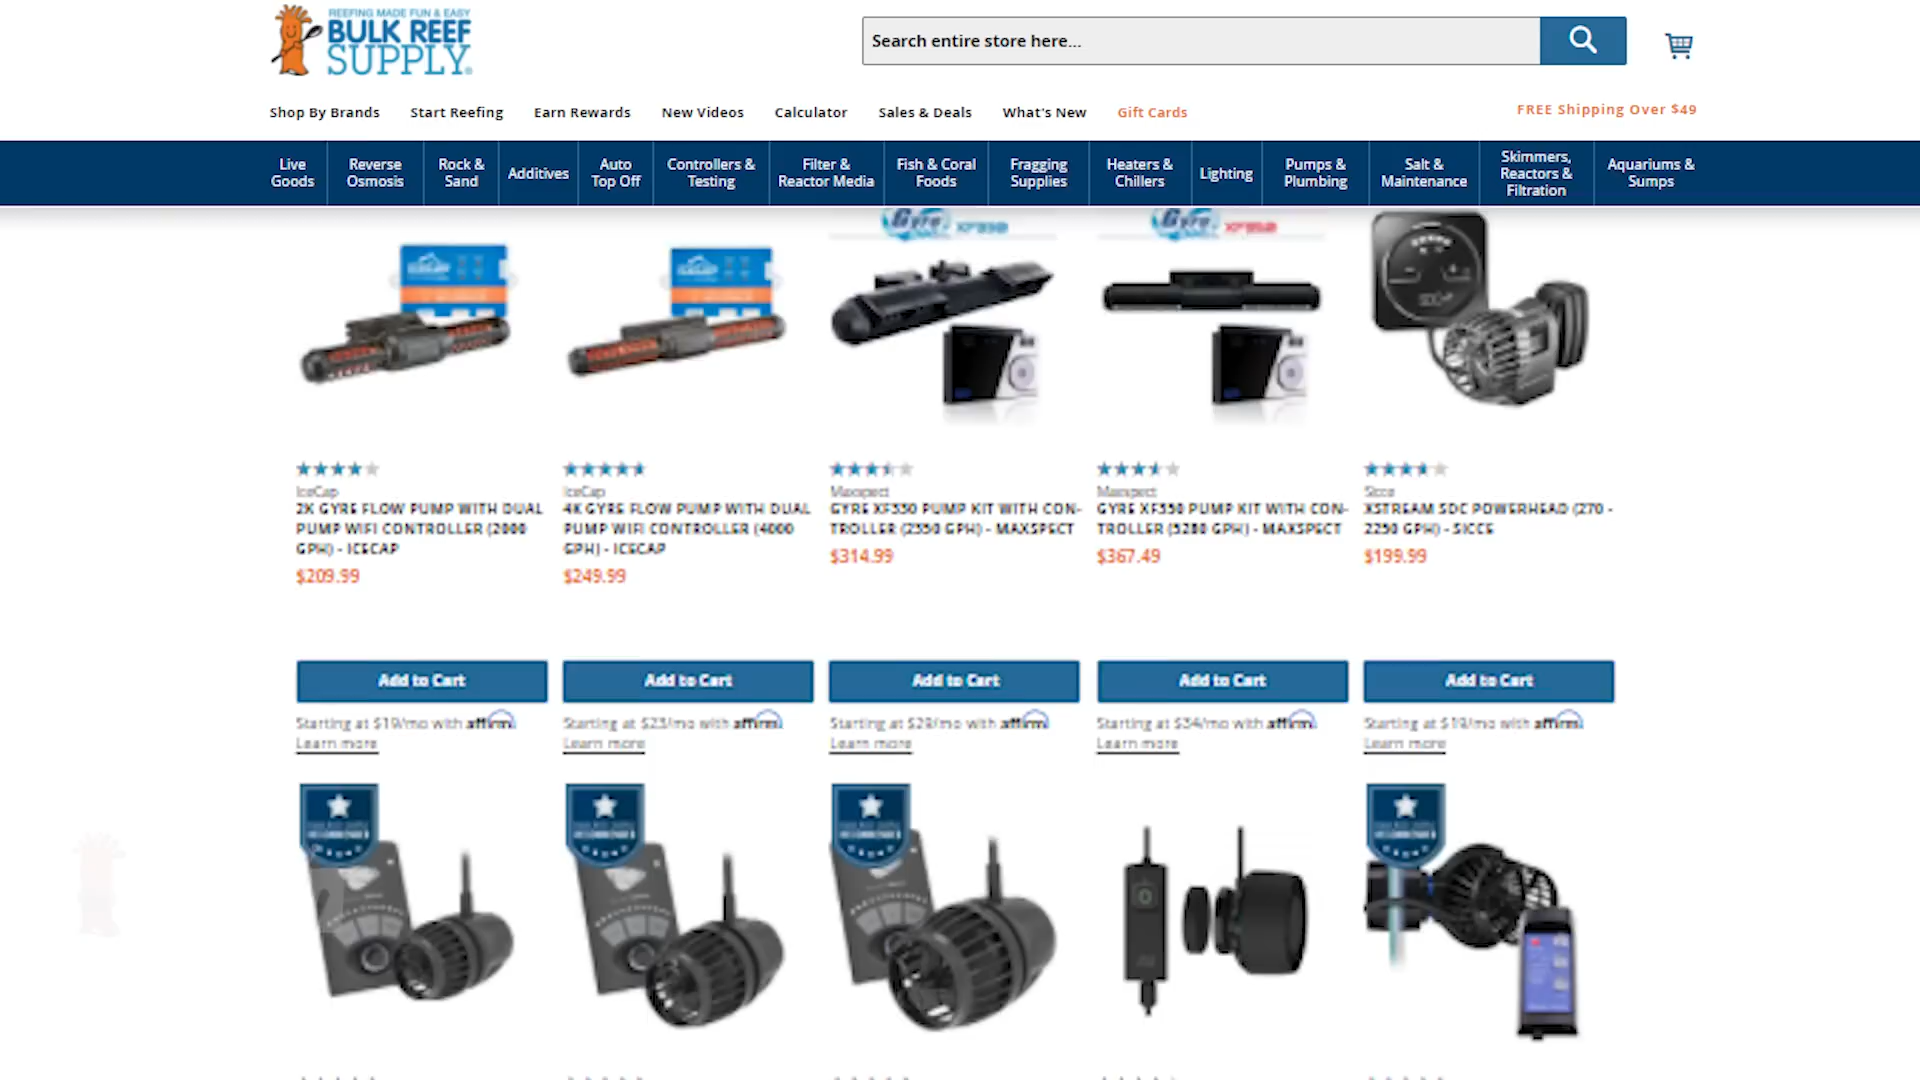 REEFING MADE FUN & EASY
BULK REEF
SUPPLY
Search entire store here...
Shop By Brands Start Reefing Earn Rewards New Videos Calculator Sales & Deals What's New Gift Cards
FREE Shipping Over $49
Live Goods Reverse Osmosis Rock & Sand Additives Auto Top Off Controllers & Testing Filter & Reactor Media Fish & Coral Foods Fragging Supplies Heaters & Chillers Lighting Pumps & Plumbing Salt & Maintenance Skimmers, Reactors & Filtration Aquariums & Sumps
Gyre XF330
Gyre XF350
IceCap
2K GYRE FLOW PUMP WITH DUAL
PUMP WIFI CONTROLLER (2000
GPH) - ICECAP
$209.99
IceCap
4K GYRE FLOW PUMP WITH DUAL
PUMP WIFI CONTROLLER (4000
GPH) - ICECAP
$249.99
Maxspect
GYRE XF330 PUMP KIT WITH CON-
TROLLER (2350 GPH) - MAXSPECT
$314.99
Maxspect
GYRE XF350 PUMP KIT WITH CON-
TROLLER (5280 GPH) - MAXSPECT
$367.49
Sicce
XSTREAM SDC POWERHEAD (270 -
2250 GPH) - SICCE
$199.99
Add to Cart Add to Cart Add to Cart Add to Cart Add to Cart
Starting at $19/mo with affirm
Learn more
Starting at $23/mo with affirm
Learn more
Starting at $29/mo with affirm
Learn more
Starting at $34/mo with affirm
Learn more
Starting at $19/mo with affirm
Learn more